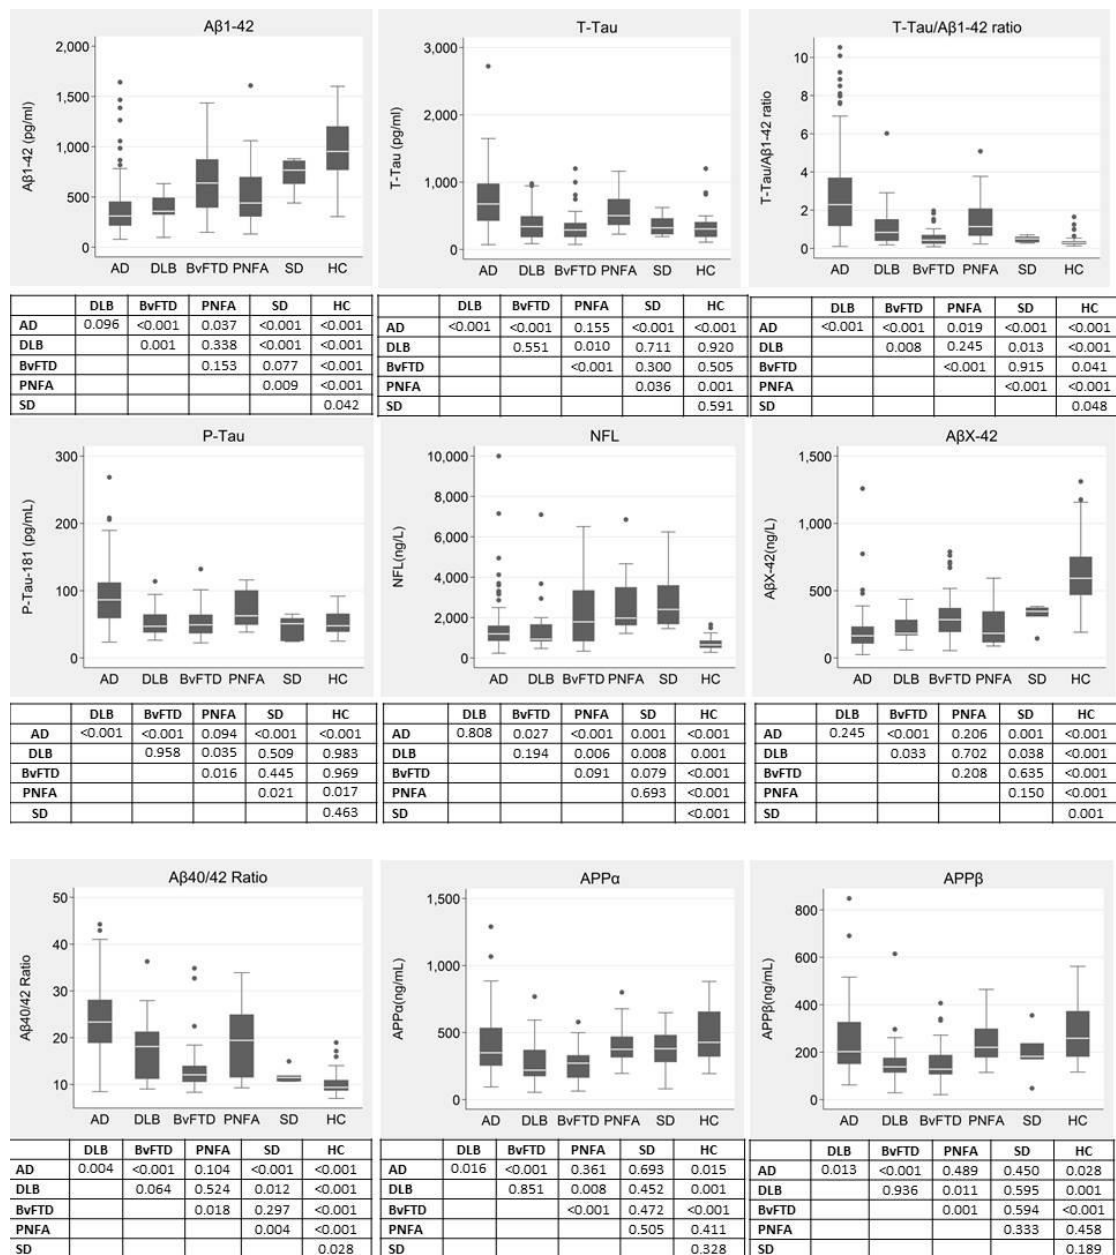 Aβ1-42
Aβ1-42 (pg/ml)
2,000
1,500
1,000
500
0
AD DLB BvFTD PNFA SD HC
T-Tau
T-Tau (pg/ml)
3,000
2,000
1,000
0
AD DLB BvFTD PNFA SD HC
T-Tau/Aβ1-42 ratio
T-Tau/Aβ1-42 ratio
10
8
6
4
2
0
AD DLB BvFTD PNFA SD HC
DLB BvFTD PNFA SD HC
AD 0.096 <0.001 0.037 <0.001 <0.001
DLB 0.001 0.338 <0.001 <0.001
BvFTD 0.153 0.077 <0.001
PNFA 0.009 <0.001
SD 0.042
DLB BvFTD PNFA SD HC
AD <0.001 <0.001 0.155 <0.001 <0.001
DLB 0.551 0.010 0.711 0.920
BvFTD <0.001 0.300 0.505
PNFA 0.036 0.001
SD 0.591
DLB BvFTD PNFA SD HC
AD <0.001 <0.001 0.019 <0.001 <0.001
DLB 0.008 0.245 0.013 <0.001
BvFTD <0.001 0.915 0.041
PNFA <0.001 <0.001
SD 0.048
P-Tau
P-Tau-181 (pg/mL)
300
200
100
0
AD DLB BvFTD PNFA SD HC
NFL
NFL(ng/L)
10,000
8,000
6,000
4,000
2,000
0
AD DLB BvFTD PNFA SD HC
AβX-42
AβX-42(ng/L)
1,500
1,000
500
0
AD DLB BvFTD PNFA SD HC
DLB BvFTD PNFA SD HC
AD <0.001 <0.001 0.094 <0.001 <0.001
DLB 0.958 0.035 0.509 0.983
BvFTD 0.016 0.445 0.969
PNFA 0.021 0.017
SD 0.463
DLB BvFTD PNFA SD HC
AD 0.808 0.027 <0.001 0.001 <0.001
DLB 0.194 0.006 0.008 0.001
BvFTD 0.091 0.079 <0.001
PNFA 0.693 <0.001
SD <0.001
DLB BvFTD PNFA SD HC
AD 0.245 <0.001 0.206 0.001 <0.001
DLB 0.033 0.702 0.038 <0.001
BvFTD 0.208 0.635 <0.001
PNFA 0.150 <0.001
SD 0.001
Aβ40/42 Ratio
Aβ40/42 Ratio
50
40
30
20
10
AD DLB BvFTD PNFA SD HC
APPα
APPα(ng/mL)
1,500
1,000
500
0
AD DLB BvFTD PNFA SD HC
APPβ
APPβ(ng/mL)
800
600
400
200
0
AD DLB BvFTD PNFA SD HC
DLB BvFTD PNFA SD HC
AD 0.004 <0.001 0.104 <0.001 <0.001
DLB 0.064 0.524 0.012 <0.001
BvFTD 0.018 0.297 <0.001
PNFA 0.004 <0.001
SD 0.028
DLB BvFTD PNFA SD HC
AD 0.016 <0.001 0.361 0.693 0.015
DLB 0.851 0.008 0.452 0.001
BvFTD <0.001 0.472 <0.001
PNFA 0.505 0.411
SD 0.328
DLB BvFTD PNFA SD HC
AD 0.013 <0.001 0.489 0.450 0.028
DLB 0.936 0.011 0.595 0.001
BvFTD 0.001 0.594 <0.001
PNFA 0.333 0.458
SD 0.189